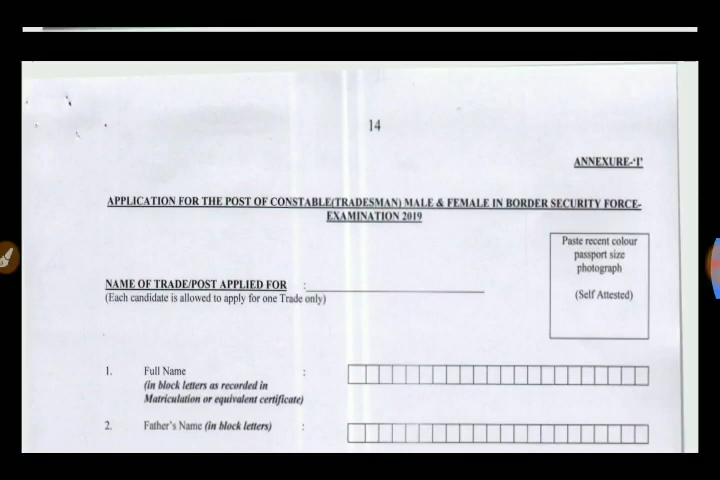 14
ANNEXURE-'I'
APPLICATION FOR THE POST OF CONSTABLE(TRADESMAN) MALE & FEMALE IN BORDER SECURITY FORCE-
EXAMINATION 2019
Paste recent colour
passport size
photograph
(Self Attested)
NAME OF TRADE/POST APPLIED FOR :
(Each candidate is allowed to apply for one Trade only)
1. Full Name :
(in block letters as recorded in
Matriculation or equivalent certificate)
2. Father's Name (in block letters) :